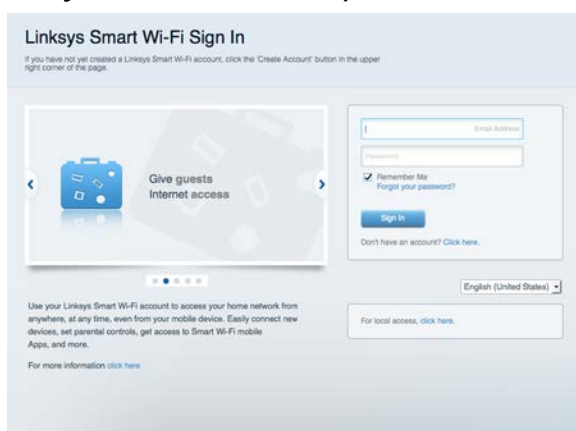 Linksys Smart Wi-Fi Sign In
If you have not yet created a Linksys Smart Wi-Fi account, click the 'Create Account' button in the upper
right corner of the page.
Give guests
Internet access
Email Address
Password
Remember Me
Forgot your password?
Sign In
Don't have an account? Click here.
English (United States)
Use your Linksys Smart Wi-Fi account to access your home network from
anywhere, at any time, even from your mobile device. Easily connect new
devices, set parental controls, get access to Smart Wi-Fi mobile
Apps, and more.
For more information click here
For local access, click here.